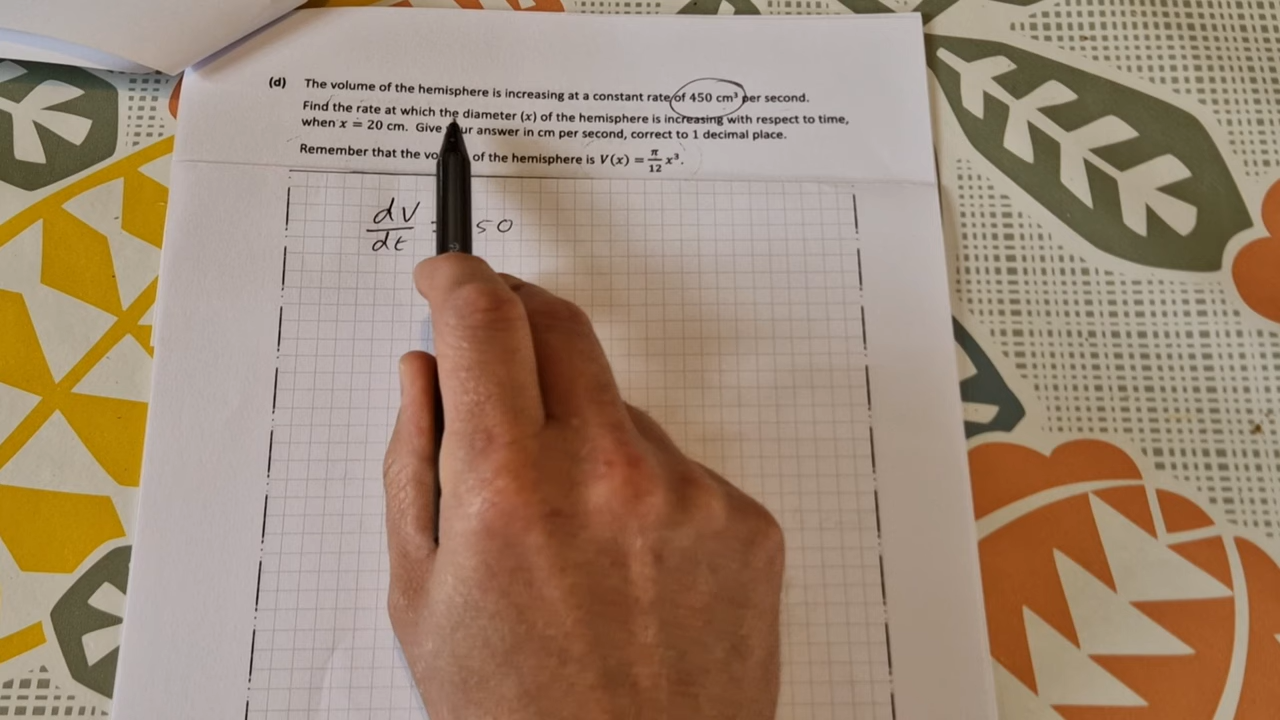 (d) The volume of the hemisphere is increasing at a constant rate of 450 cm³ per second.
Find the rate at which the diameter (x) of the hemisphere is increasing with respect to time,
when x = 20 cm. Give ur answer in cm per second, correct to 1 decimal place.
Remember that the vo of the hemisphere is V(x) = π/12 x³.
dV/dt 50